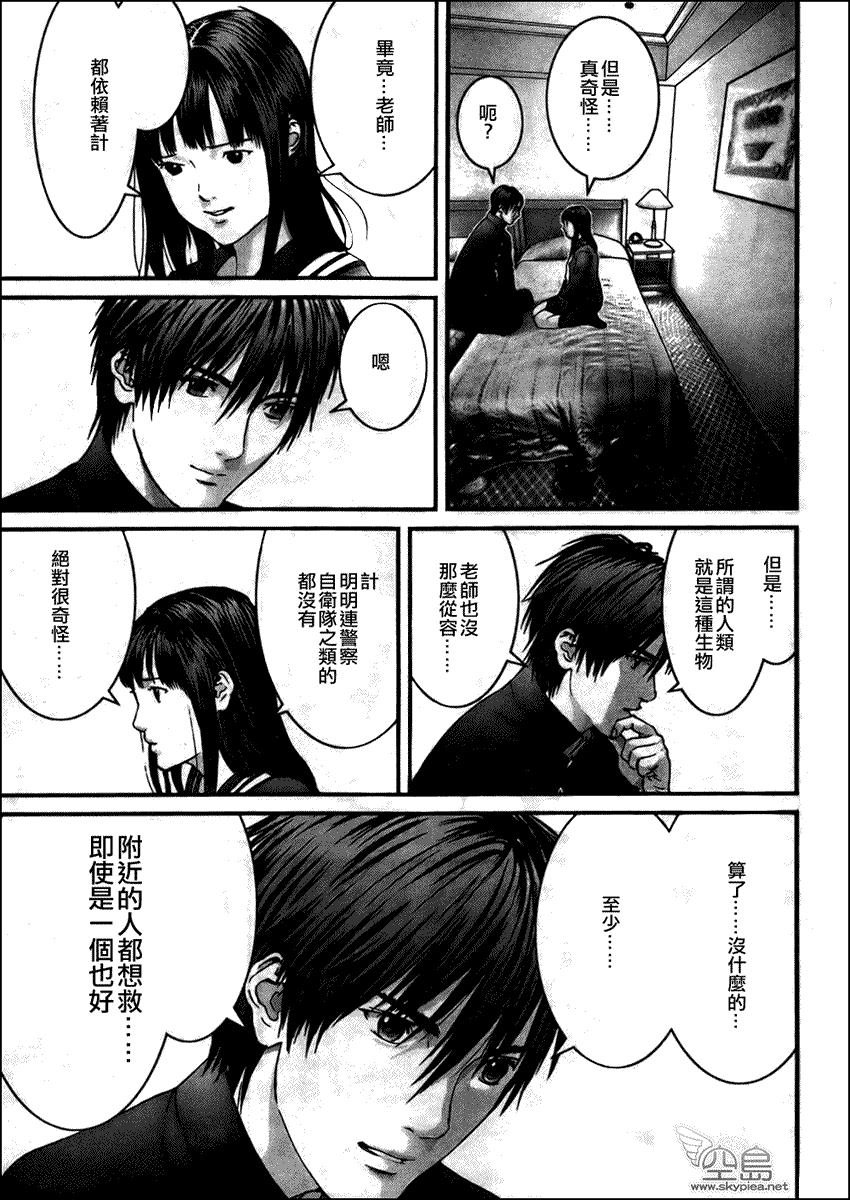 但是…
真奇怪……
呃？
畢竟…老師…
都依賴著計
嗯
但是……
所謂的人類
就是這種生物
老師也沒
那麼從容……
計
明明連警察
自衛隊之類的
都沒有
絕對很奇怪……
算了……沒什麼的…
至少……
附近的人都想救……
即使是一個也好
空島
www.skypiea.net